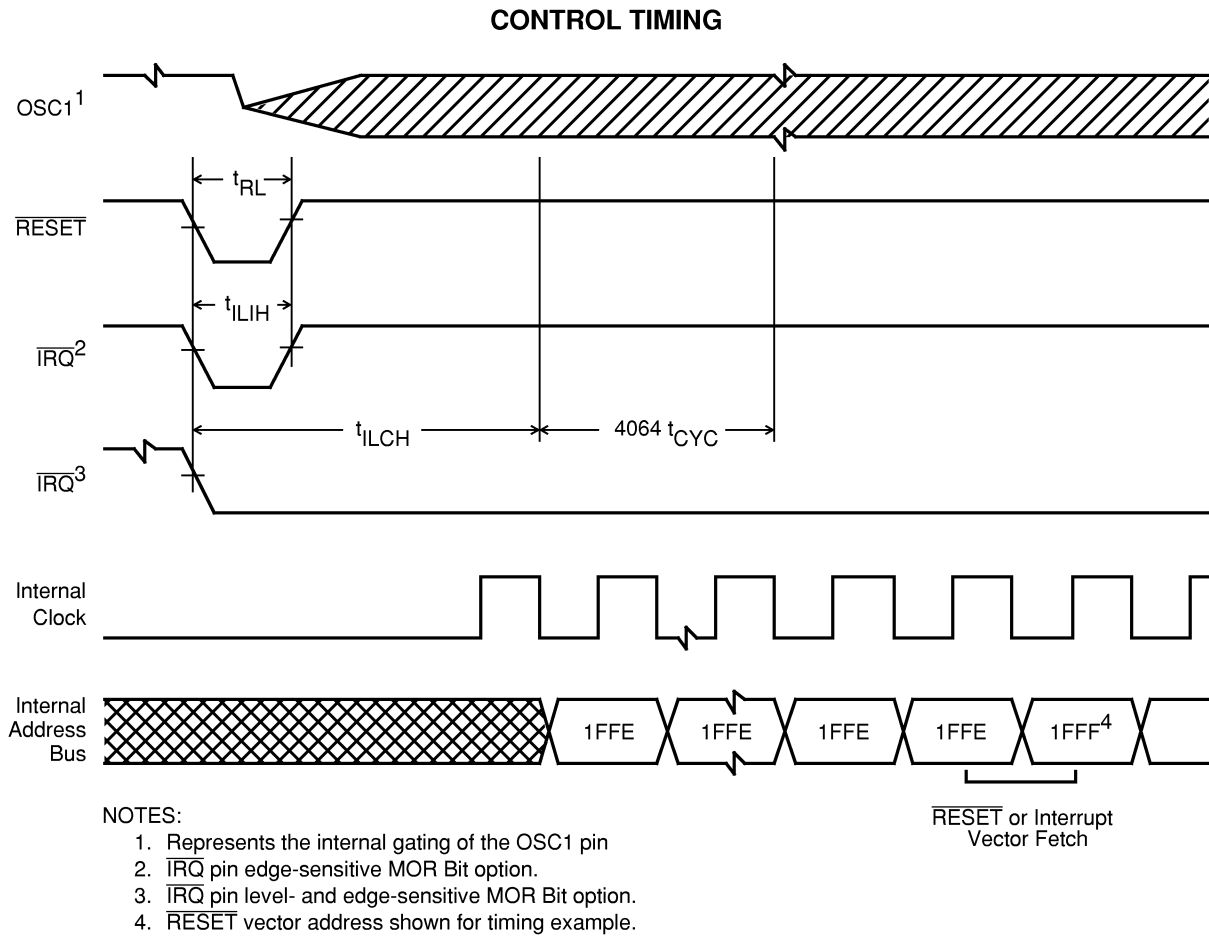 CONTROL TIMING
OSC1¹
t_RL
RESET
t_ILIH
IRQ²
t_ILCH
4064 t_CYC
IRQ³
Internal
Clock
Internal
Address
Bus
1FFE
1FFE
1FFE
1FFE
1FFF⁴
RESET or Interrupt
Vector Fetch
NOTES:
1. Represents the internal gating of the OSC1 pin
2. IRQ pin edge-sensitive MOR Bit option.
3. IRQ pin level- and edge-sensitive MOR Bit option.
4. RESET vector address shown for timing example.